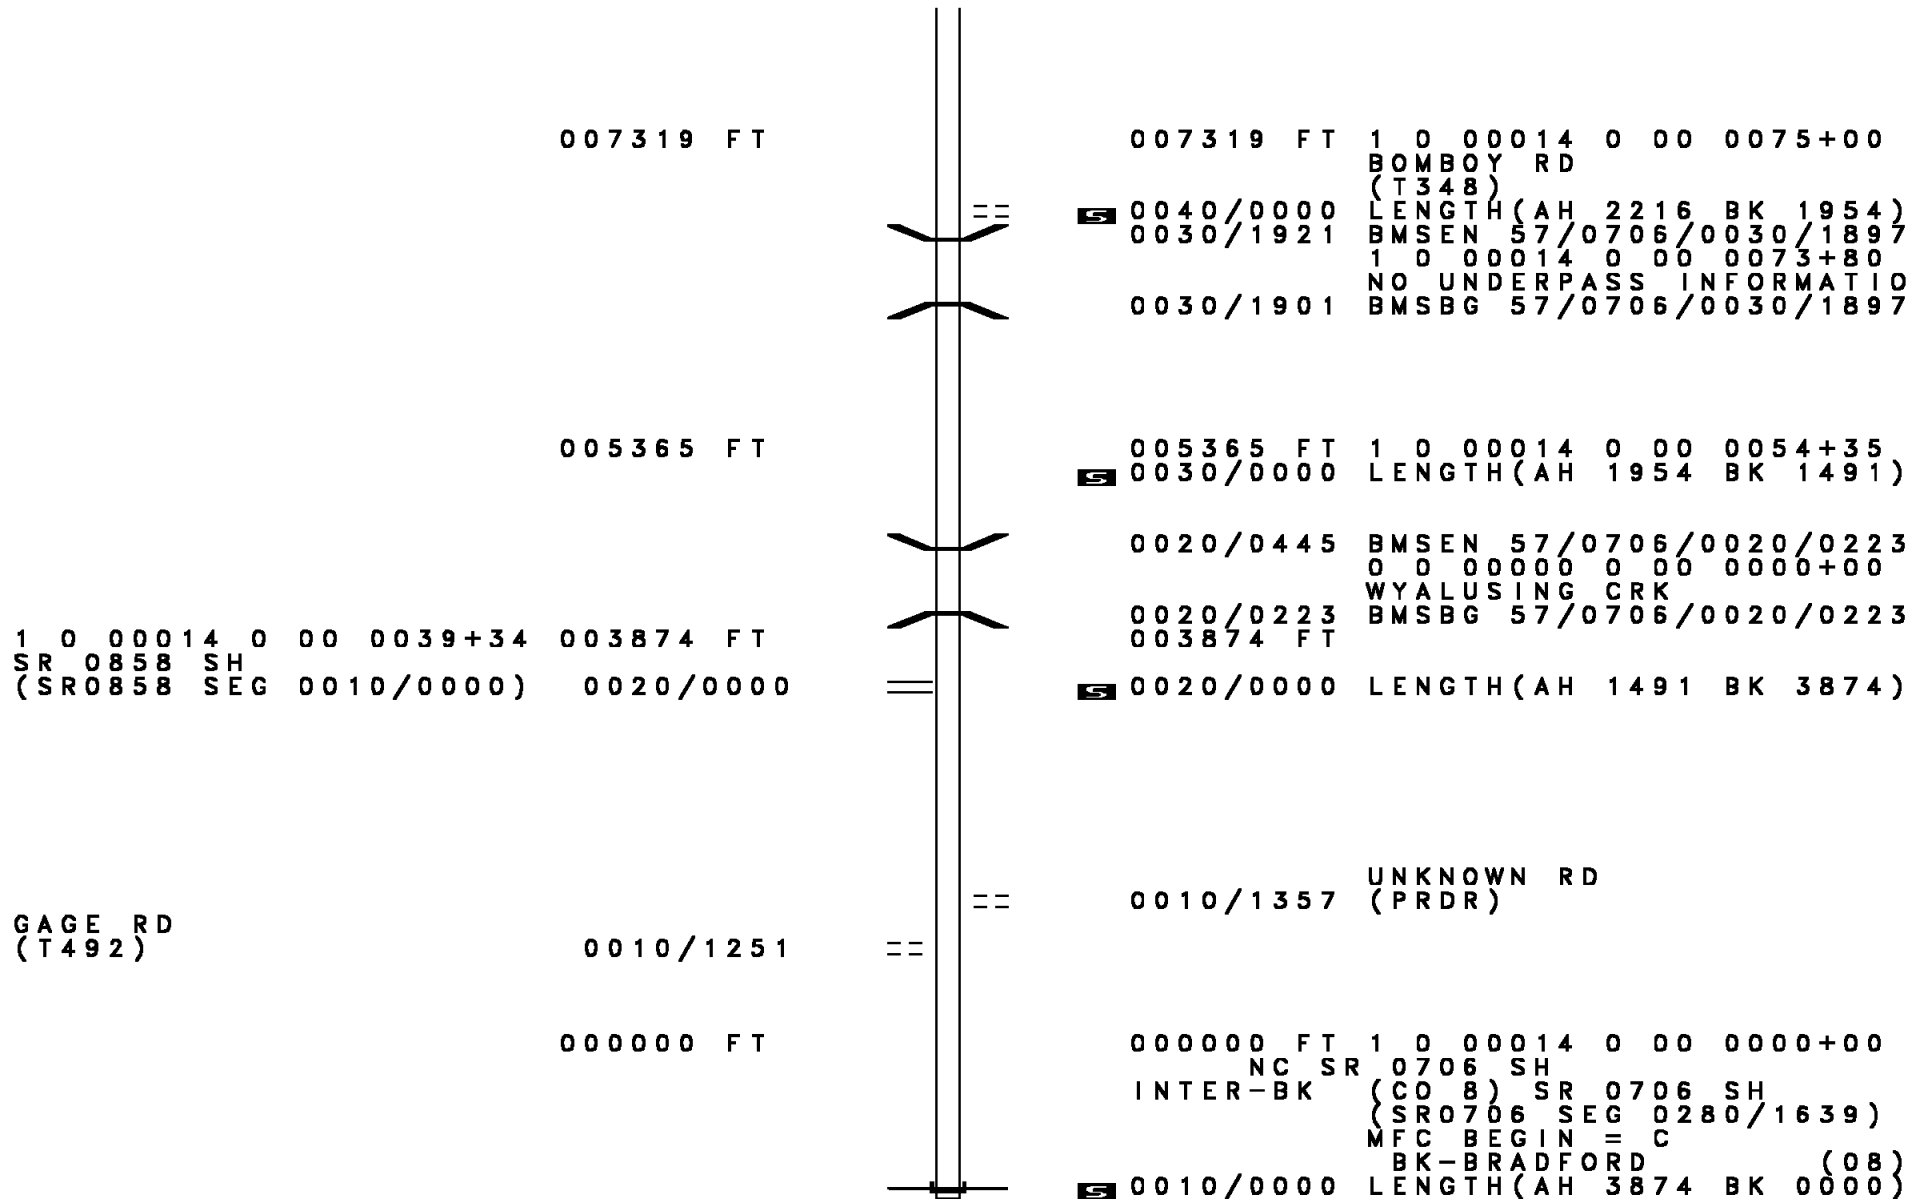 007319 FT 007319 FT 1 0 00014 0 00 0075+00
BOMBOY RD
(T348)
S 0040/0000 LENGTH(AH 2216 BK 1954)
0030/1921 BMSEN 57/0706/0030/1897
1 0 00014 0 00 0073+80
NO UNDERPASS INFORMATIO
0030/1901 BMSBG 57/0706/0030/1897
005365 FT 005365 FT 1 0 00014 0 00 0054+35
S 0030/0000 LENGTH(AH 1954 BK 1491)
0020/0445 BMSEN 57/0706/0020/0223
0 0 00000 0 00 0000+00
WYALUSING CRK
0020/0223 BMSBG 57/0706/0020/0223
1 0 00014 0 00 0039+34 003874 FT 003874 FT
SR 0858 SH
(SR0858 SEG 0010/0000) 0020/0000 S 0020/0000 LENGTH(AH 1491 BK 3874)
UNKNOWN RD
0010/1357 (PRDR)
GAGE RD
(T492) 0010/1251
000000 FT 000000 FT 1 0 00014 0 00 0000+00
NC SR 0706 SH
INTER-BK (CO 8) SR 0706 SH
(SR0706 SEG 0280/1639)
MFC BEGIN = C
BK-BRADFORD (08)
S 0010/0000 LENGTH(AH 3874 BK 0000)